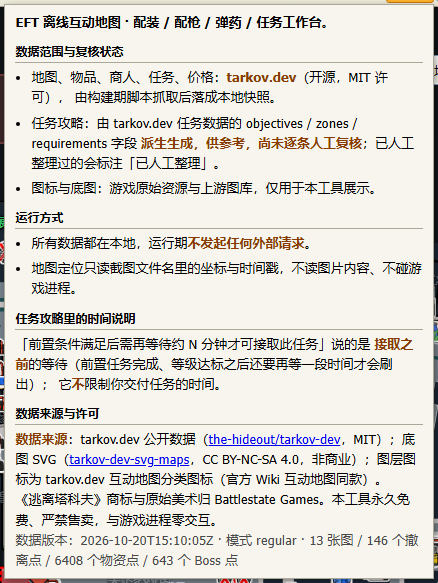 EFT 离线互动地图 · 配装 / 配枪 / 弹药 / 任务工作台。
数据范围与复核状态
• 地图、物品、商人、任务、价格：tarkov.dev（开源，MIT 许
可），由构建期脚本抓取后落成本地快照。
• 任务攻略：由 tarkov.dev 任务数据的 objectives / zones /
requirements 字段 派生生成，供参考，尚未逐条人工复核；已人
工整理过的会标注「已人工整理」。
• 图标与底图：游戏原始资源与上游图库，仅用于本工具展示。
运行方式
• 所有数据都在本地，运行期不发起任何外部请求。
• 地图定位只读截图文件名里的坐标与时间戳，不读图片内容、不碰游
戏进程。
任务攻略里的时间说明
「前置条件满足后需再等待约 N 分钟才可接取此任务」说的是 接取之
前的等待（前置任务完成、等级达标之后还要再等一段时间才会刷
出）； 它不限制你交付任务的时间。
数据来源与许可
数据来源：tarkov.dev 公开数据（the-hideout/tarkov-dev，MIT）；底
图 SVG（tarkov-dev-svg-maps，CC BY-NC-SA 4.0，非商业）；图层图
标为 tarkov.dev 互动地图分类图标（官方 Wiki 互动地图同款）。
《逃离塔科夫》商标与原始美术归 Battlestate Games。本工具永久免
费、严禁售卖，与游戏进程零交互。
数据版本：2026-10-20T15:10:05Z · 模式 regular · 13 张图 / 146 个撤
离点 / 6408 个物资点 / 643 个 Boss 点